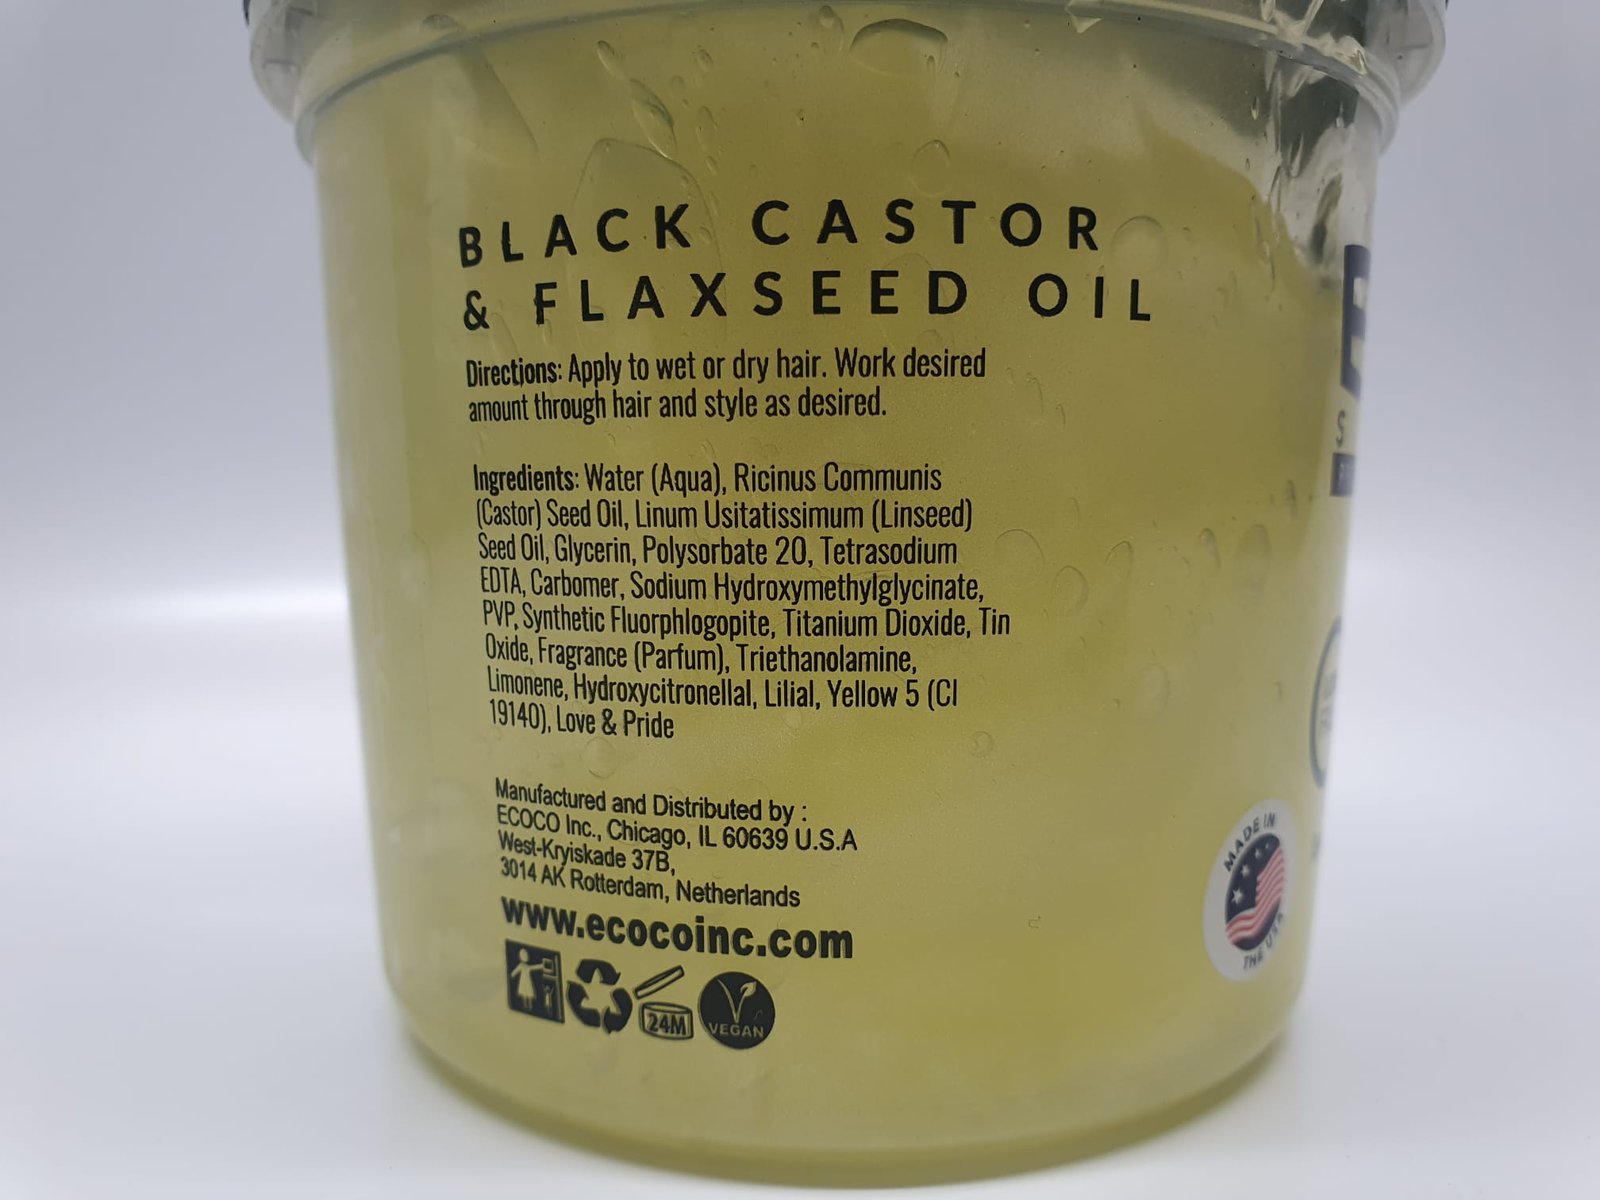 BLACK CASTOR
& FLAXSEED OIL
Directions: Apply to wet or dry hair. Work desired
amount through hair and style as desired.
Ingredients: Water (Aqua), Ricinus Communis
(Castor) Seed Oil, Linum Usitatissimum (Linseed)
Seed Oil, Glycerin, Polysorbate 20, Tetrasodium
EDTA, Carbomer, Sodium Hydroxymethylglycinate,
PVP, Synthetic Fluorphlogopite, Titanium Dioxide, Tin
Oxide, Fragrance (Parfum), Triethanolamine,
Limonene, Hydroxycitronellal, Lilial, Yellow 5 (CI
19140), Love & Pride
Manufactured and Distributed by :
ECOCO Inc., Chicago, IL 60639 U.S.A
West-Kryiskade 37B,
3014 AK Rotterdam, Netherlands
www.ecocoinc.com
24M
VEGAN
MADE IN
THE USA